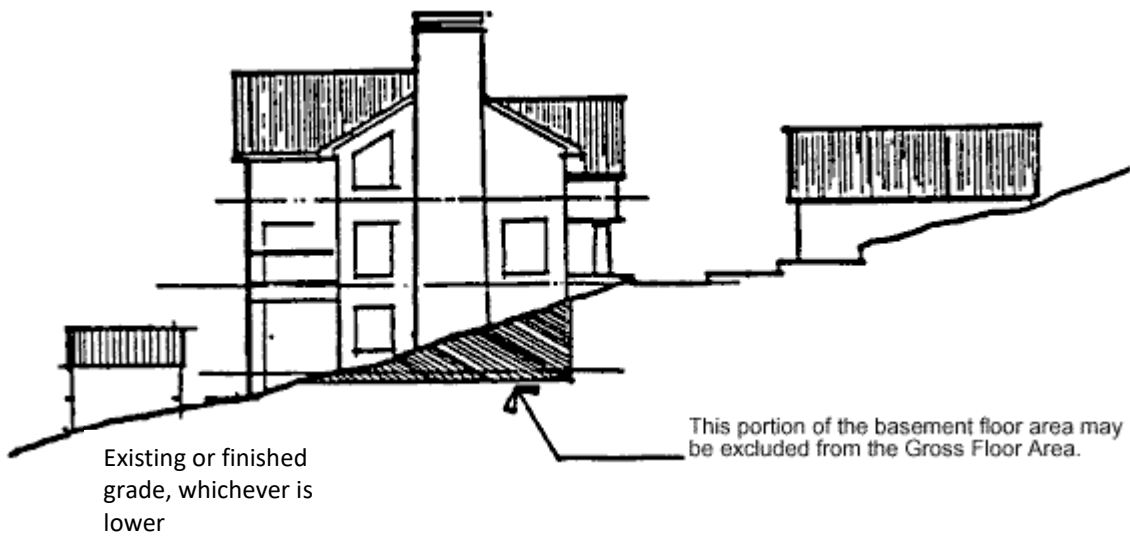 This portion of the basement floor area may
be excluded from the Gross Floor Area.
Existing or finished
grade, whichever is
lower